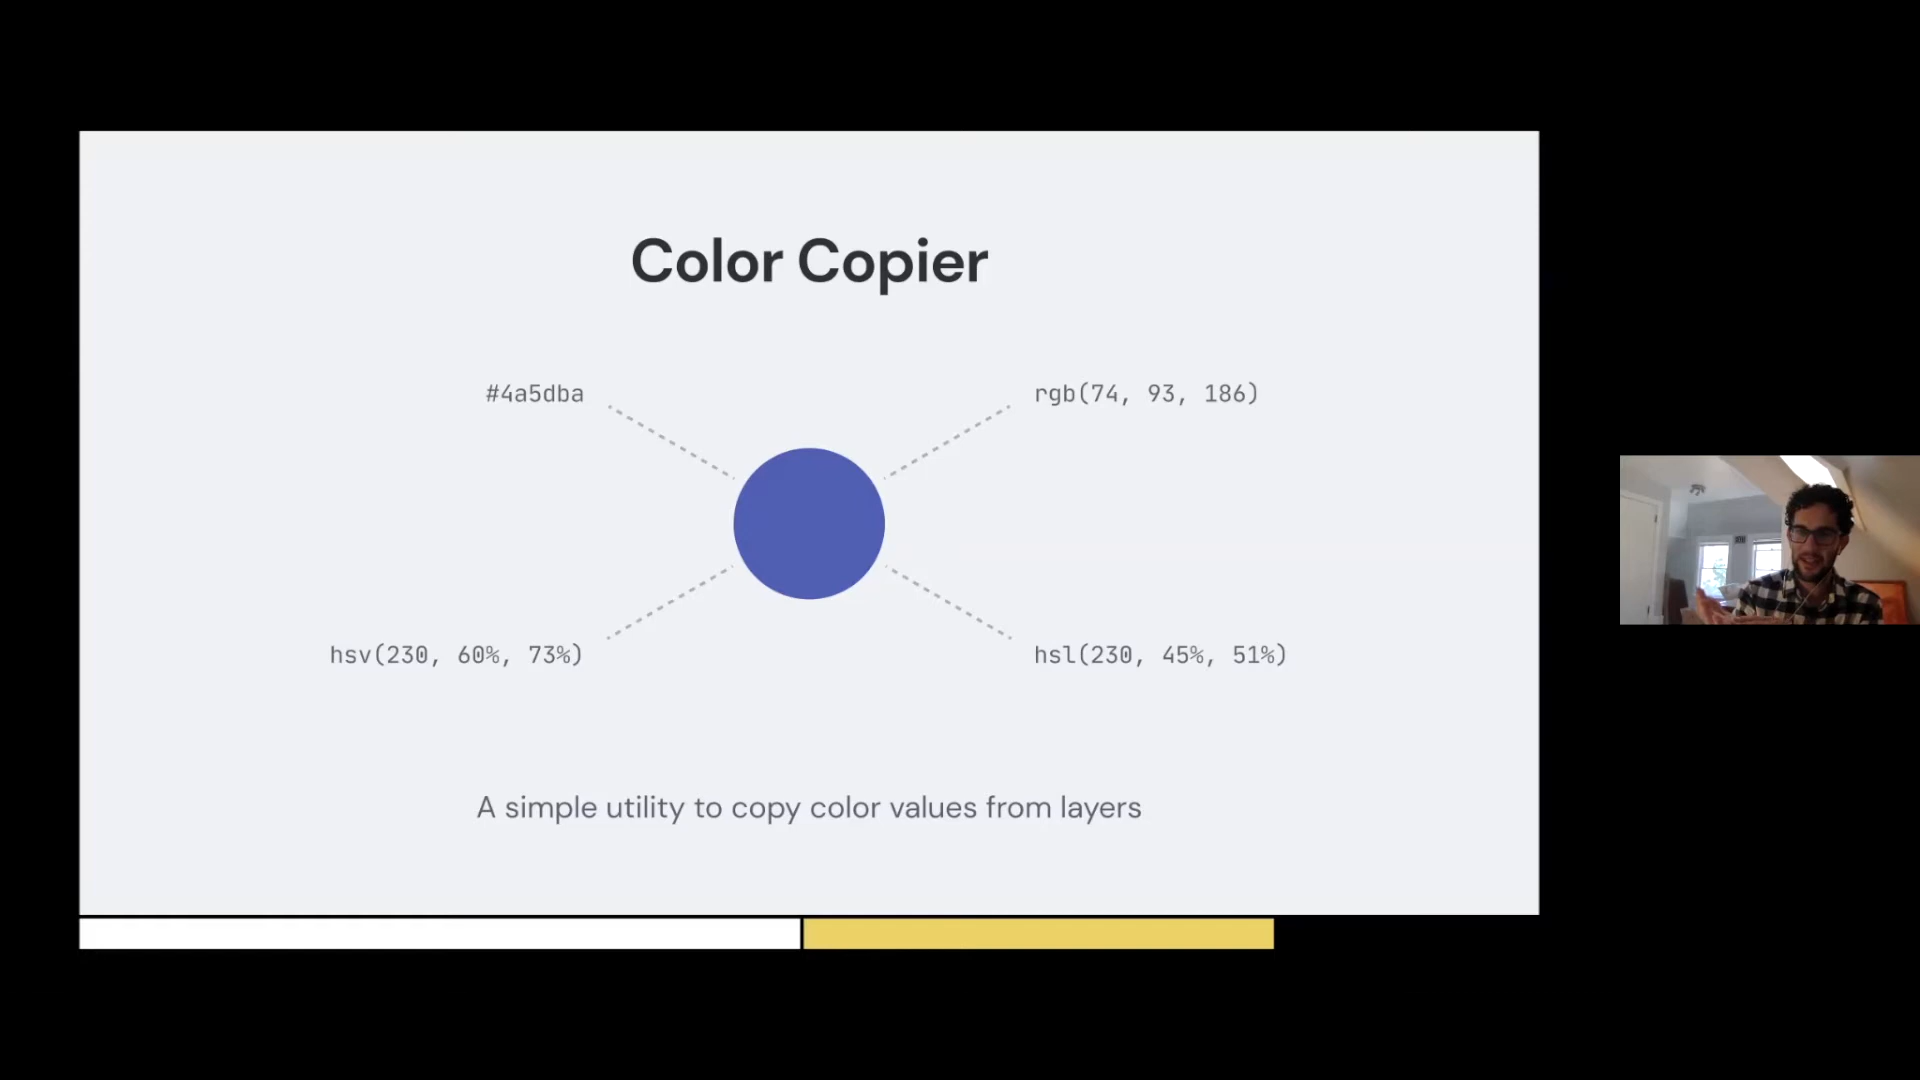 Color Copier
#4a5dba
rgb(74, 93, 186)
hsv(230, 60%, 73%)
hsl(230, 45%, 51%)
A simple utility to copy color values from layers